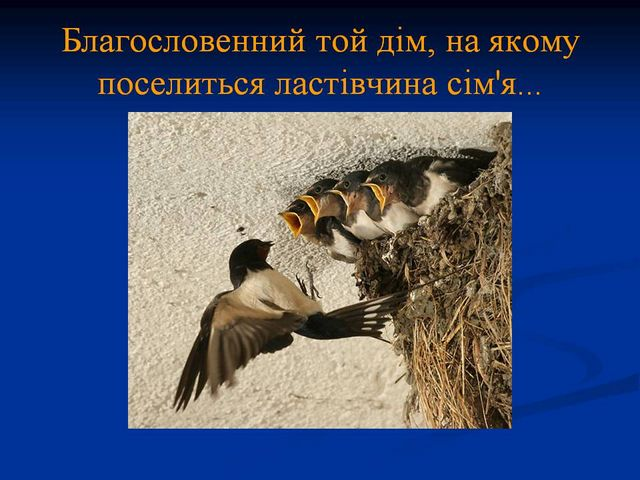 Благословенний той дім, на якому
поселиться ластівчина сім'я...